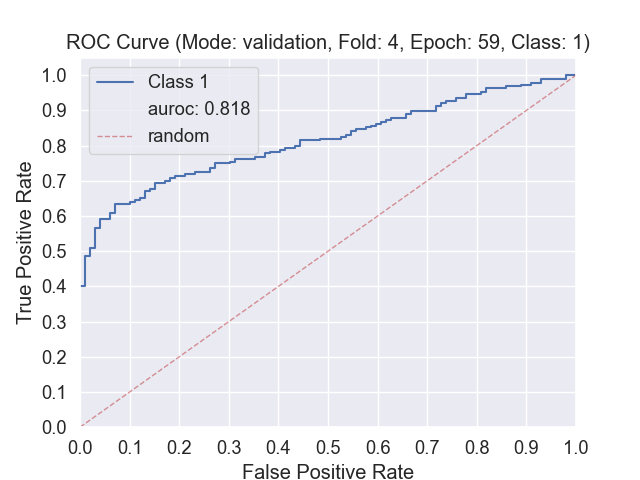 ROC Curve (Mode: validation, Fold: 4, Epoch: 59, Class: 1)
Class 1
auroc: 0.818
random
True Positive Rate
1.0
0.9
0.8
0.7
0.6
0.5
0.4
0.3
0.2
0.1
0.0
0.0 0.1 0.2 0.3 0.4 0.5 0.6 0.7 0.8 0.9 1.0
False Positive Rate